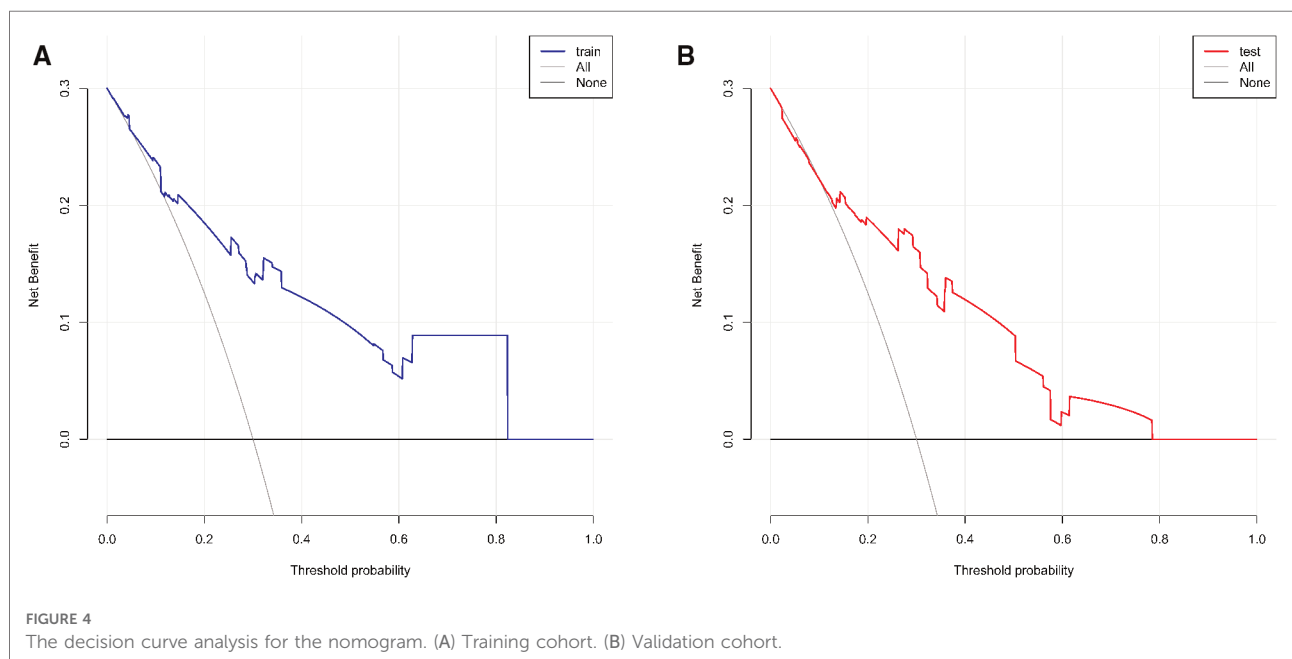 A
train
All
None
0.3
0.2
0.1
0.0
Net Benefit
0.0 0.2 0.4 0.6 0.8 1.0
Threshold probability
B
test
All
None
0.3
0.2
0.1
0.0
Net Benefit
0.0 0.2 0.4 0.6 0.8 1.0
Threshold probability
FIGURE 4
The decision curve analysis for the nomogram. (A) Training cohort. (B) Validation cohort.